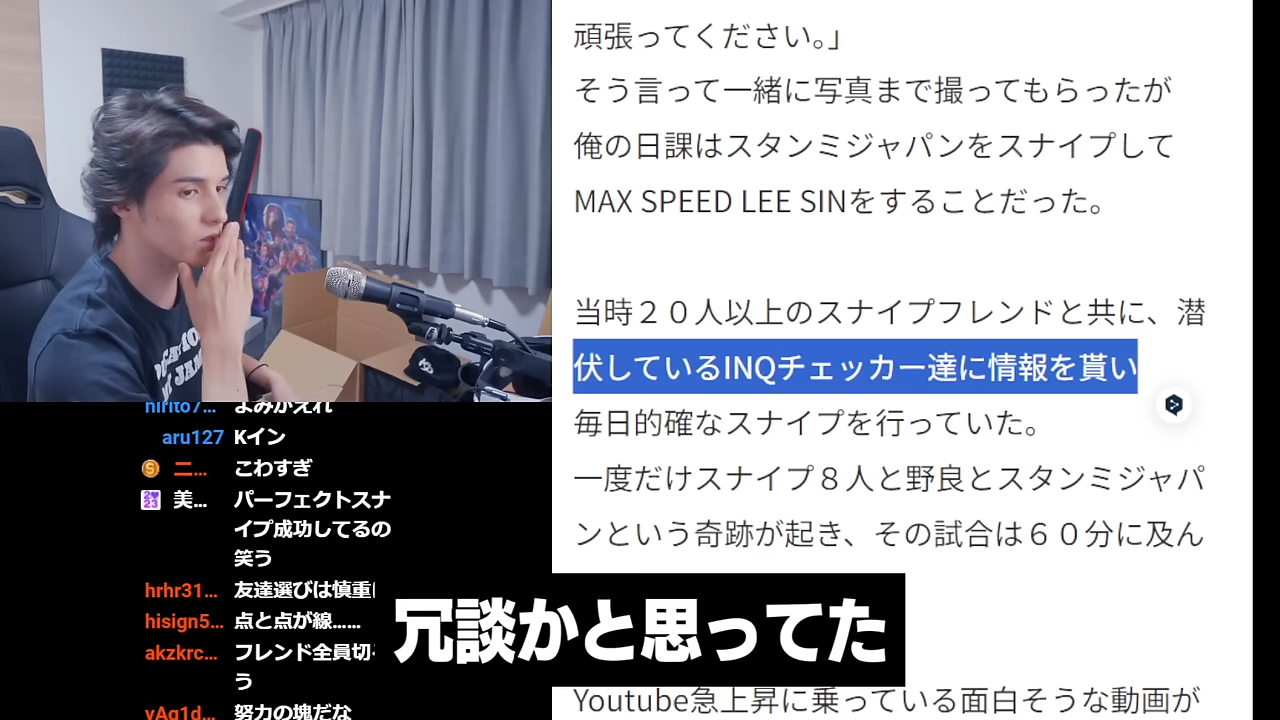 頑張ってください。」
そう言って一緒に写真まで撮ってもらったが
俺の日課はスタンミジャパンをスナイプして
MAX SPEED LEE SINをすることだった。
当時２０人以上のスナイプフレンドと共に、潜
伏しているINQチェッカー達に情報を貰い
毎日的確なスナイプを行っていた。
一度だけスナイプ８人と野良とスタンミジャパ
ンという奇跡が起き、その試合は６０分に及ん
Youtube急上昇に乗っている面白そうな動画が
hirito7... よみがえれ
aru127 Kイン
二... こわすぎ
美... パーフェクトスナ
イプ成功してるの
笑う
hrhr31... 友達選びは慎重
hisign5... 点と点が線......
akzkrc... フレンド全員切
う
yAg1d... 努力の塊だな
冗談かと思ってた